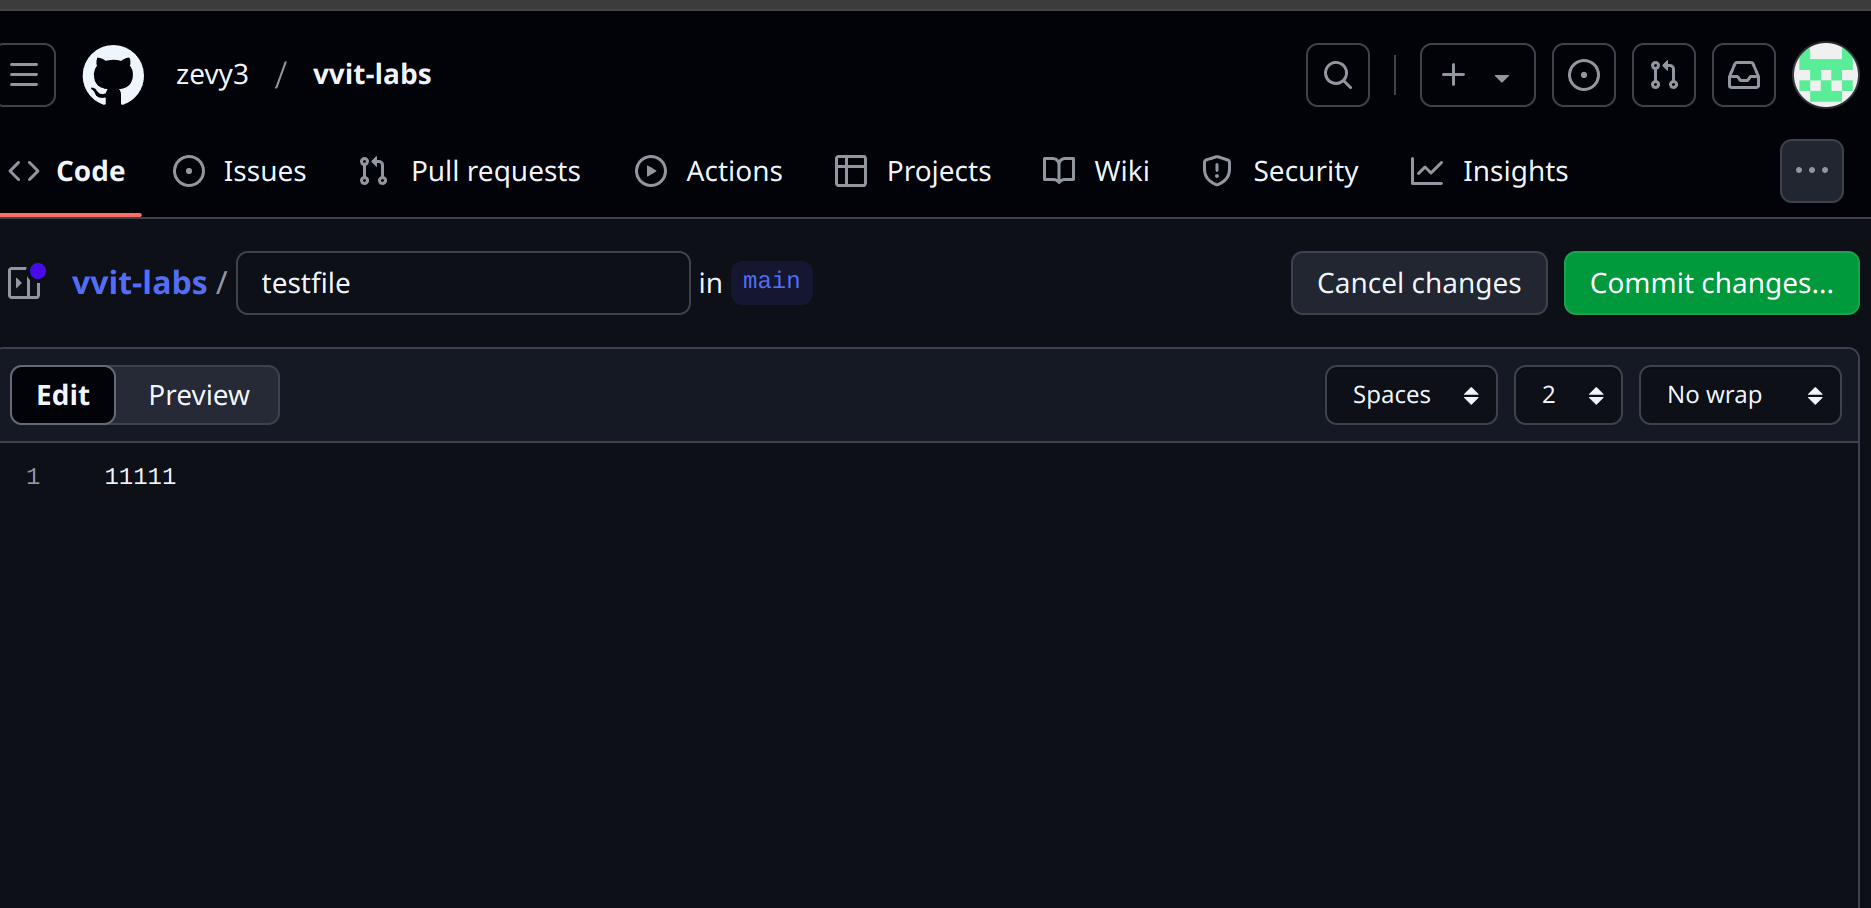 zevy3 / vvit-labs
Code Issues Pull requests Actions Projects Wiki Security Insights
vvit-labs / testfile in main Cancel changes Commit changes...
Edit Preview Spaces 2 No wrap
1 11111